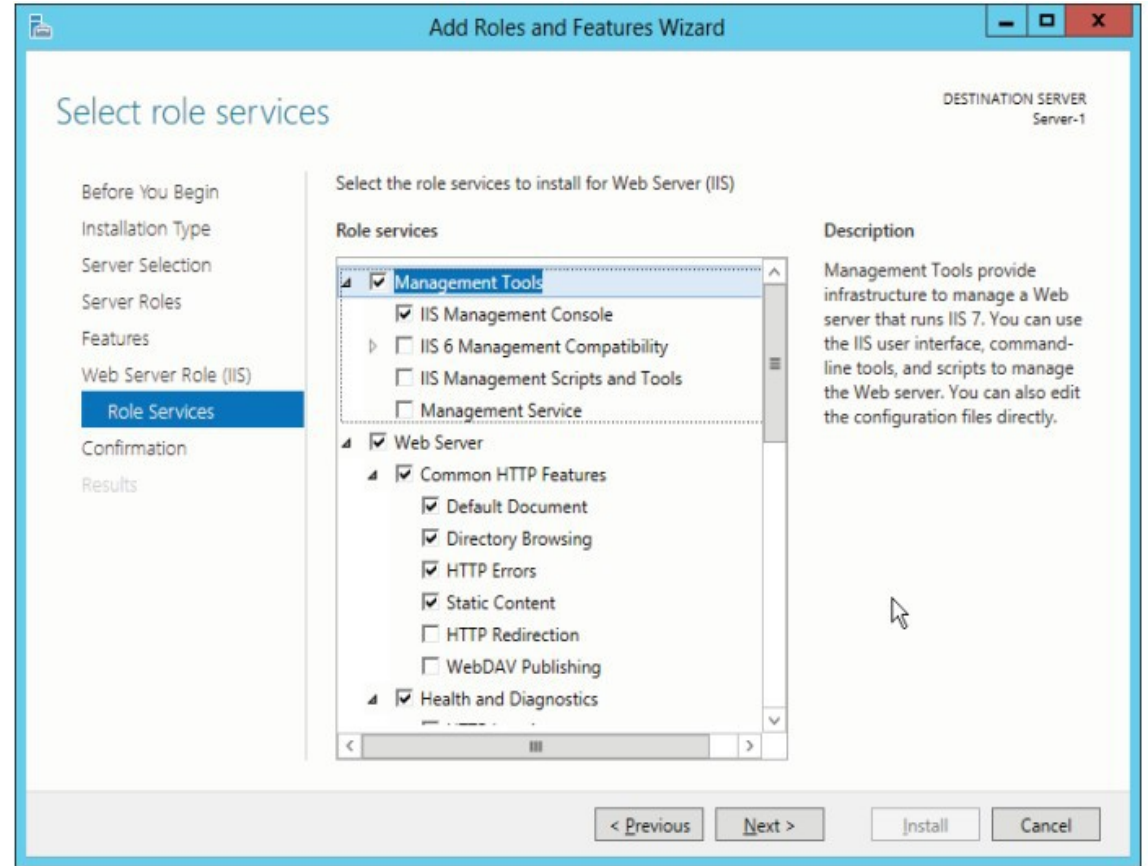 Add Roles and Features Wizard
Select role services
DESTINATION SERVER
Server-1
Before You Begin
Installation Type
Server Selection
Server Roles
Features
Web Server Role (IIS)
Role Services
Confirmation
Results
Select the role services to install for Web Server (IIS)
Role services
Management Tools
IIS Management Console
IIS 6 Management Compatibility
IIS Management Scripts and Tools
Management Service
Web Server
Common HTTP Features
Default Document
Directory Browsing
HTTP Errors
Static Content
HTTP Redirection
WebDAV Publishing
Health and Diagnostics
Description
Management Tools provide
infrastructure to manage a Web
server that runs IIS 7. You can use
the IIS user interface, command-
line tools, and scripts to manage
the Web server. You can also edit
the configuration files directly.
< Previous
Next >
Install
Cancel